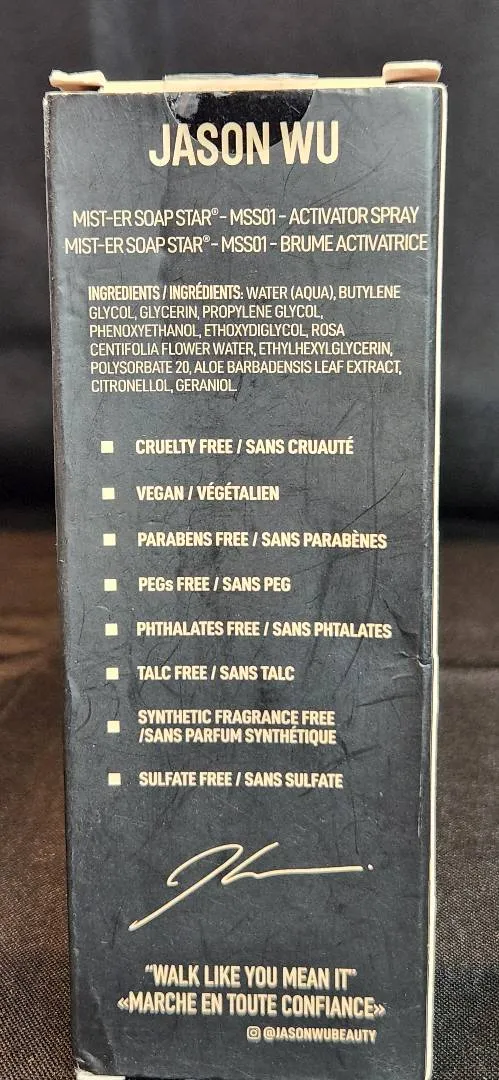 JASON WU
MIST-ER SOAP STAR® - MSS01 - ACTIVATOR SPRAY
MIST-ER SOAP STAR® - MSS01 - BRUME ACTIVATRICE
INGREDIENTS / INGRÉDIENTS: WATER (AQUA), BUTYLENE
GLYCOL, GLYCERIN, PROPYLENE GLYCOL,
PHENOXYETHANOL, ETHOXYDIGLYCOL, ROSA
CENTIFOLIA FLOWER WATER, ETHYLHEXYLGLYCERIN,
POLYSORBATE 20, ALOE BARBADENSIS LEAF EXTRACT,
CITRONELLOL, GERANIOL.
CRUELTY FREE / SANS CRUAUTÉ
VEGAN / VÉGÉTALIEN
PARABENS FREE / SANS PARABÈNES
PEGs FREE / SANS PEG
PHTHALATES FREE / SANS PHTALATES
TALC FREE / SANS TALC
SYNTHETIC FRAGRANCE FREE
/SANS PARFUM SYNTHÉTIQUE
SULFATE FREE / SANS SULFATE
"WALK LIKE YOU MEAN IT"
«MARCHE EN TOUTE CONFIANCE»
@JASONWUBEAUTY